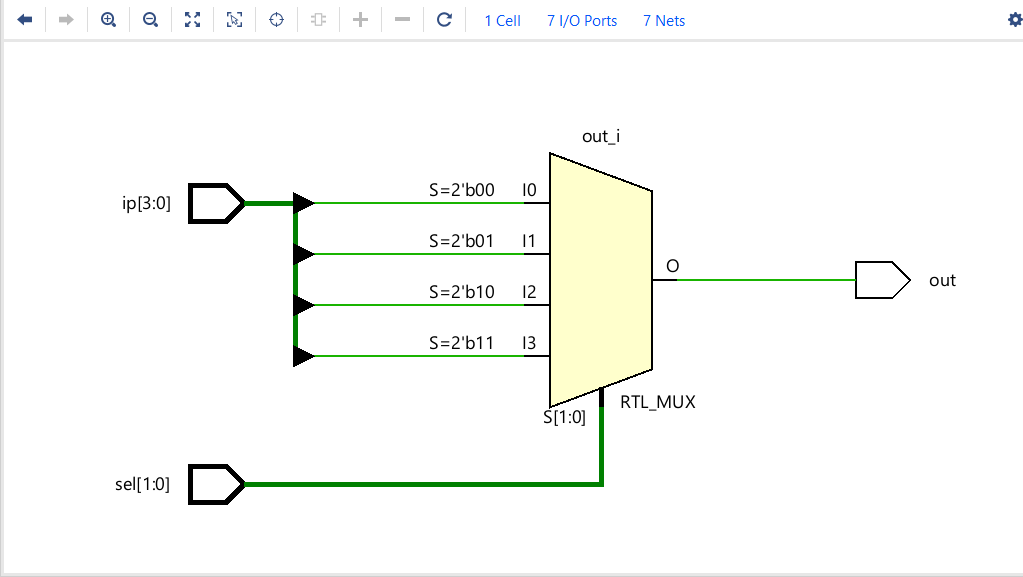 1 Cell 7 I/O Ports 7 Nets
out_i
S=2'b00 I0
ip[3:0]
S=2'b01 I1
O
out
S=2'b10 I2
S=2'b11 I3
RTL_MUX
S[1:0]
sel[1:0]